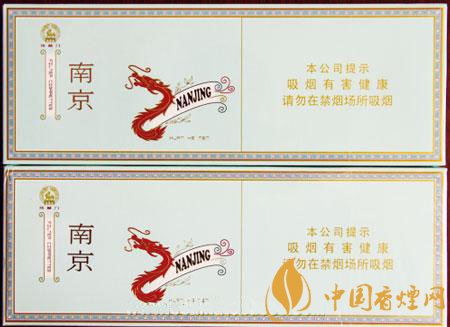 南京
NANJING
本公司提示
吸烟有害健康
请勿在禁烟场所吸烟
南京
NANJING
本公司提示
吸烟有害健康
请勿在禁烟场所吸烟
中国香烟网